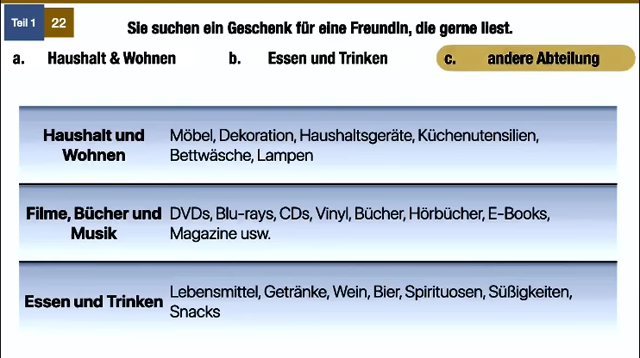 Teil 1 22
Sie suchen ein Geschenk für eine Freundin, die gerne liest.
a. Haushalt & Wohnen b. Essen und Trinken c. andere Abteilung
Haushalt und Wohnen
Möbel, Dekoration, Haushaltsgeräte, Küchenutensilien,
Bettwäsche, Lampen
Filme, Bücher und Musik
DVDs, Blu-rays, CDs, Vinyl, Bücher, Hörbücher, E-Books,
Magazine usw.
Essen und Trinken
Lebensmittel, Getränke, Wein, Bier, Spirituosen, Süßigkeiten,
Snacks